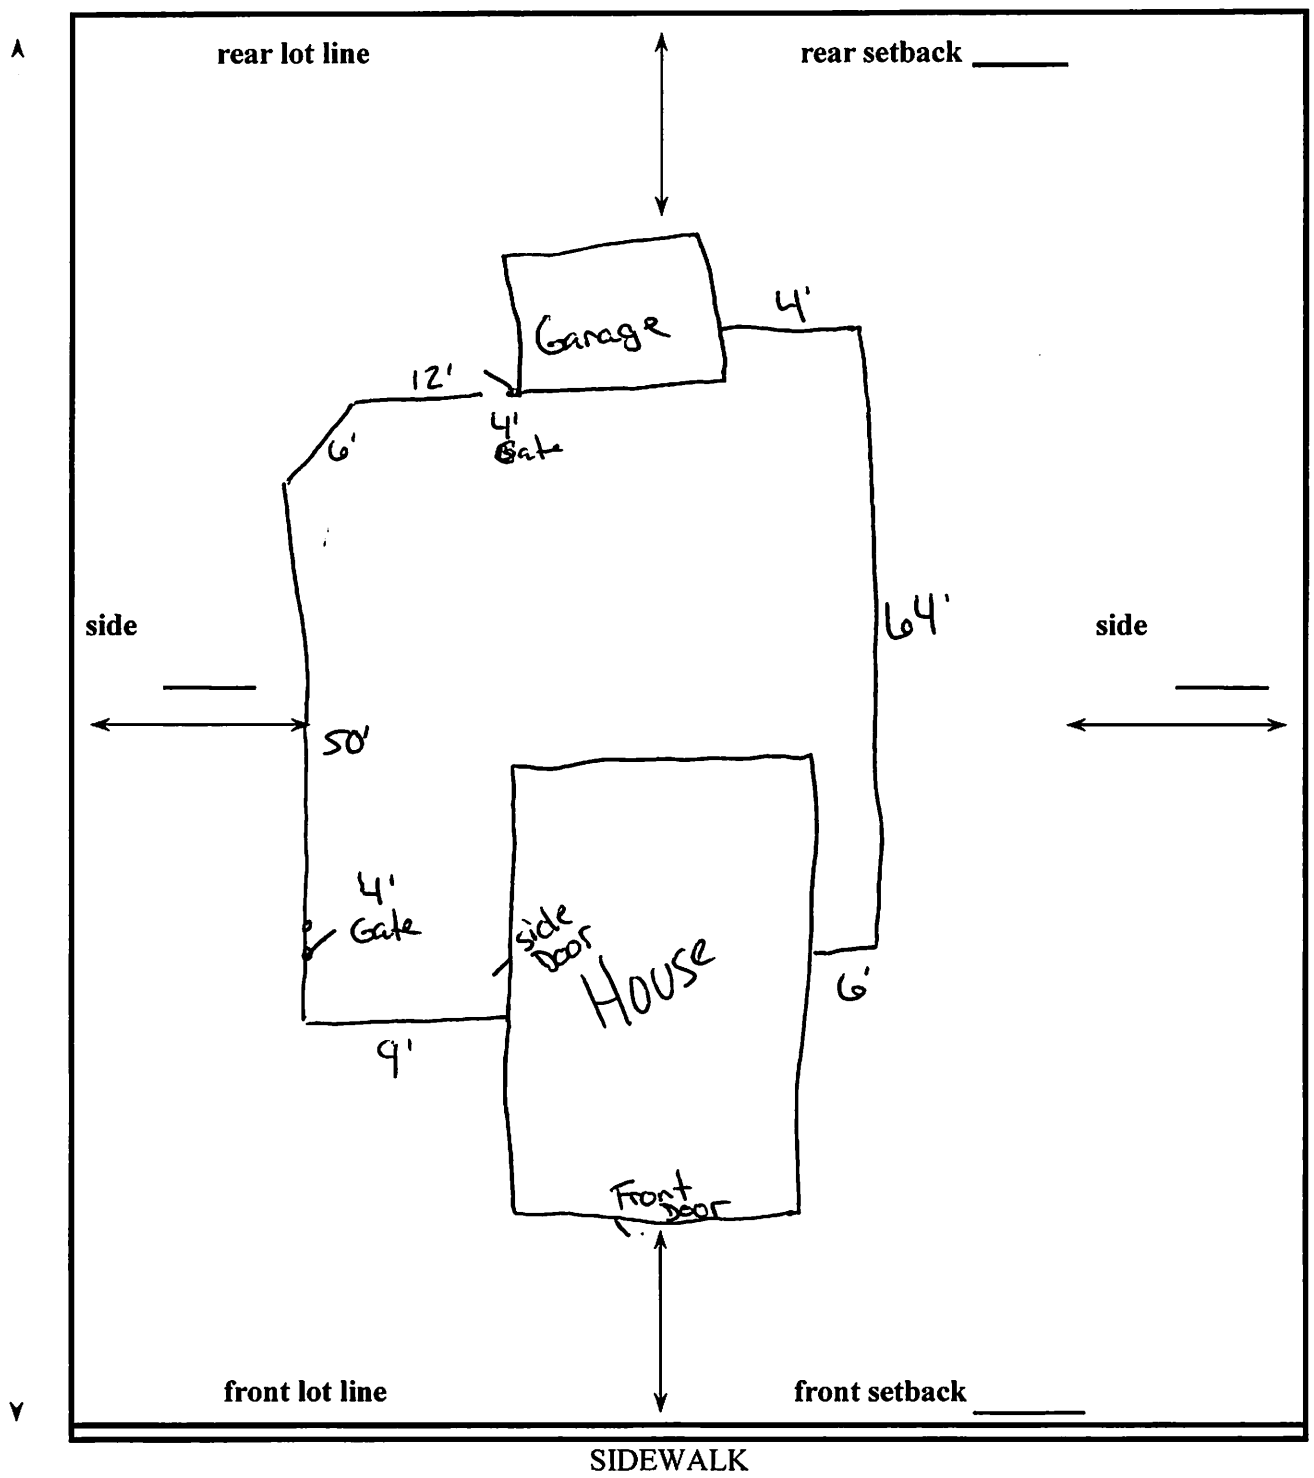 rear lot line
rear setback
4'
Garage
12'
4'
Gate
6'
64'
side
side
50'
4'
Gate
side
Door
House
6'
9'
Front
Door
front lot line
front setback
SIDEWALK